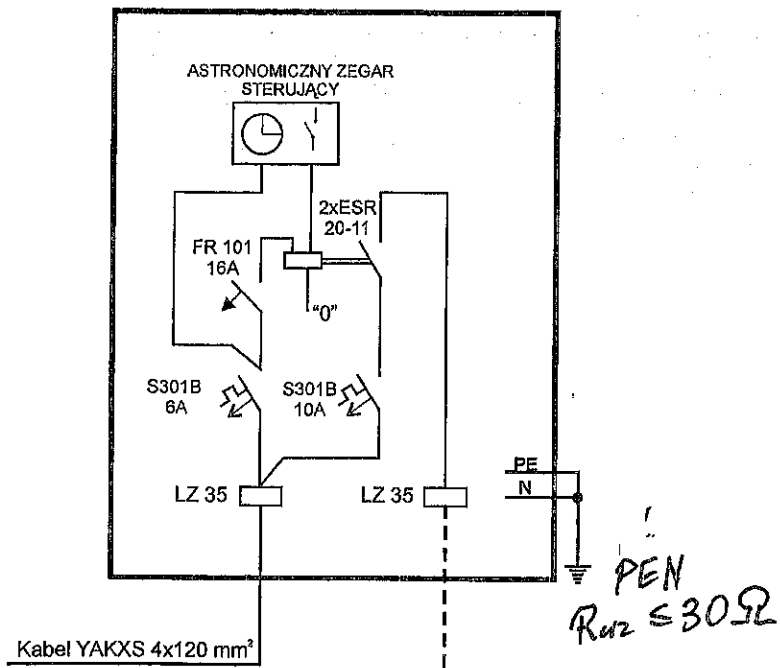 ASTRONOMICZNY ZEGAR
STERUJĄCY
2xESR
20-11
FR 101
16A
"0"
S301B
6A
S301B
10A
LZ 35
LZ 35
PE
N
!
PEN
Ruz ≤ 30 Ω
Kabel YAKXS 4x120 mm²